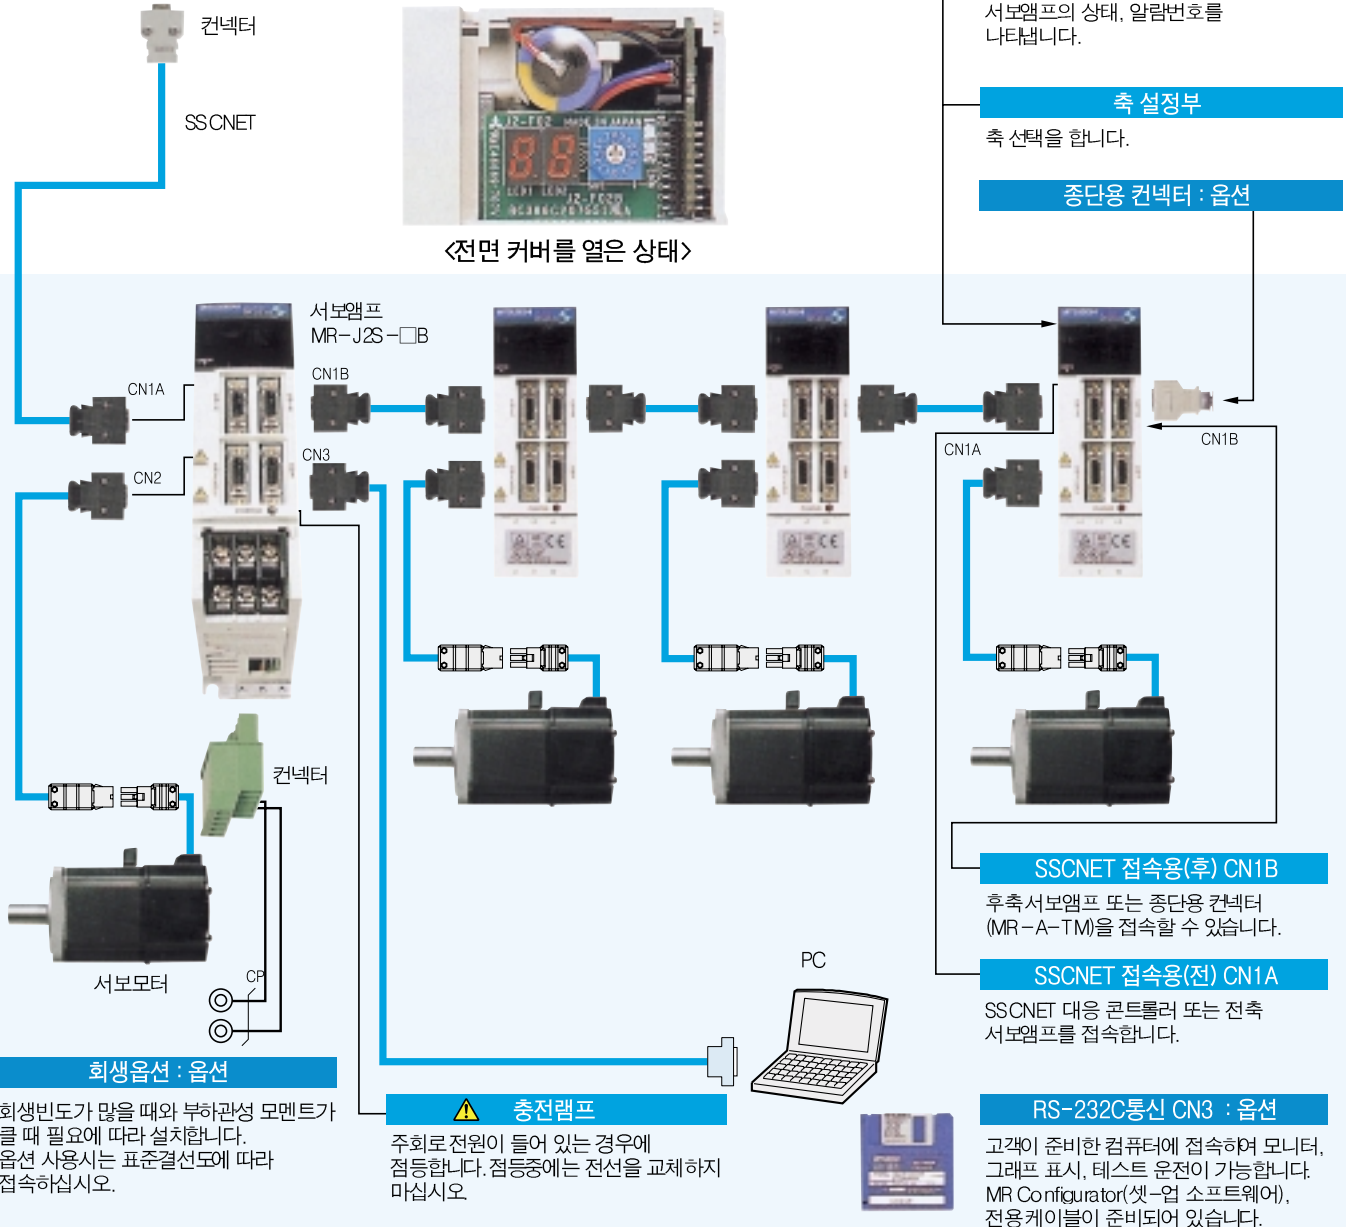 컨넥터
SSCNET
<전면 커버를 열은 상태>
서보앰프의 상태, 알람번호를
나타냅니다.
축 설정부
축 선택을 합니다.
종단용 컨넥터 : 옵션
서보앰프
MR-J2S-□B
CN1A
CN1B
CN2
CN3
CN1A
CN1B
컨넥터
서보모터
CP
회생옵션 : 옵션
회생빈도가 많을 때와 부하관성 모멘트가
클 때 필요에 따라 설치합니다.
옵션 사용시는 표준결선도에 따라
접속하십시오.
충전램프
주회로 전원이 들어 있는 경우에
점등합니다. 점등중에는 전선을 교체하지
마십시오
PC
SSCNET 접속용(후) CN1B
후축 서보앰프 또는 종단용 컨넥터
(MR-A-TM)을 접속할 수 있습니다.
SSCNET 접속용(전) CN1A
SSCNET 대응 콘트롤러 또는 전축
서보앰프를 접속합니다.
RS-232C통신 CN3 : 옵션
고객이 준비한 컴퓨터에 접속하여 모니터,
그래프 표시, 테스트 운전이 가능합니다.
MR Configurator(셋-업 소프트웨어),
전용케이블이 준비되어 있습니다.